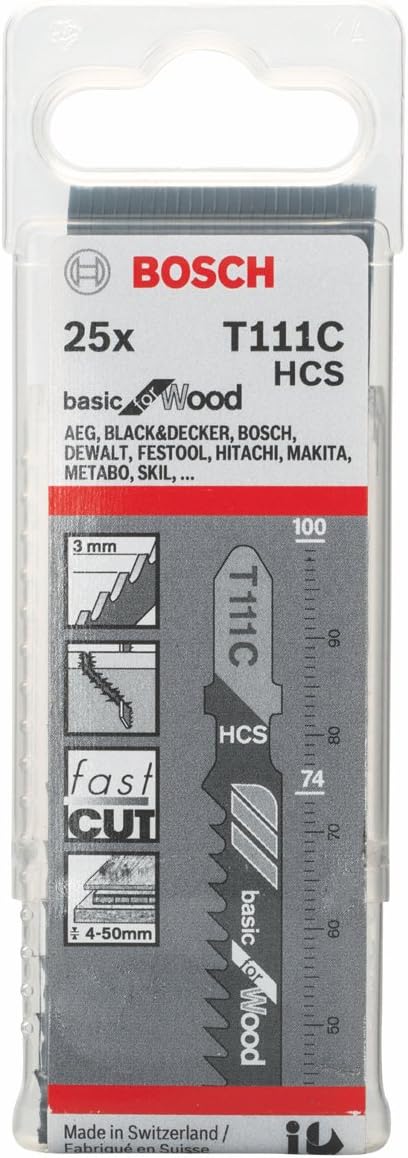 BOSCH
25x T111C
HCS
basic for Wood
AEG, BLACK&DECKER, BOSCH,
DEWALT, FESTOOL, HITACHI, MAKITA,
METABO, SKIL, ...
3 mm
fast
CUT
4-50mm
T111C
HCS
basic for Wood
100
90
80
74
70
60
50
Made in Switzerland /
Fabriqué en Suisse